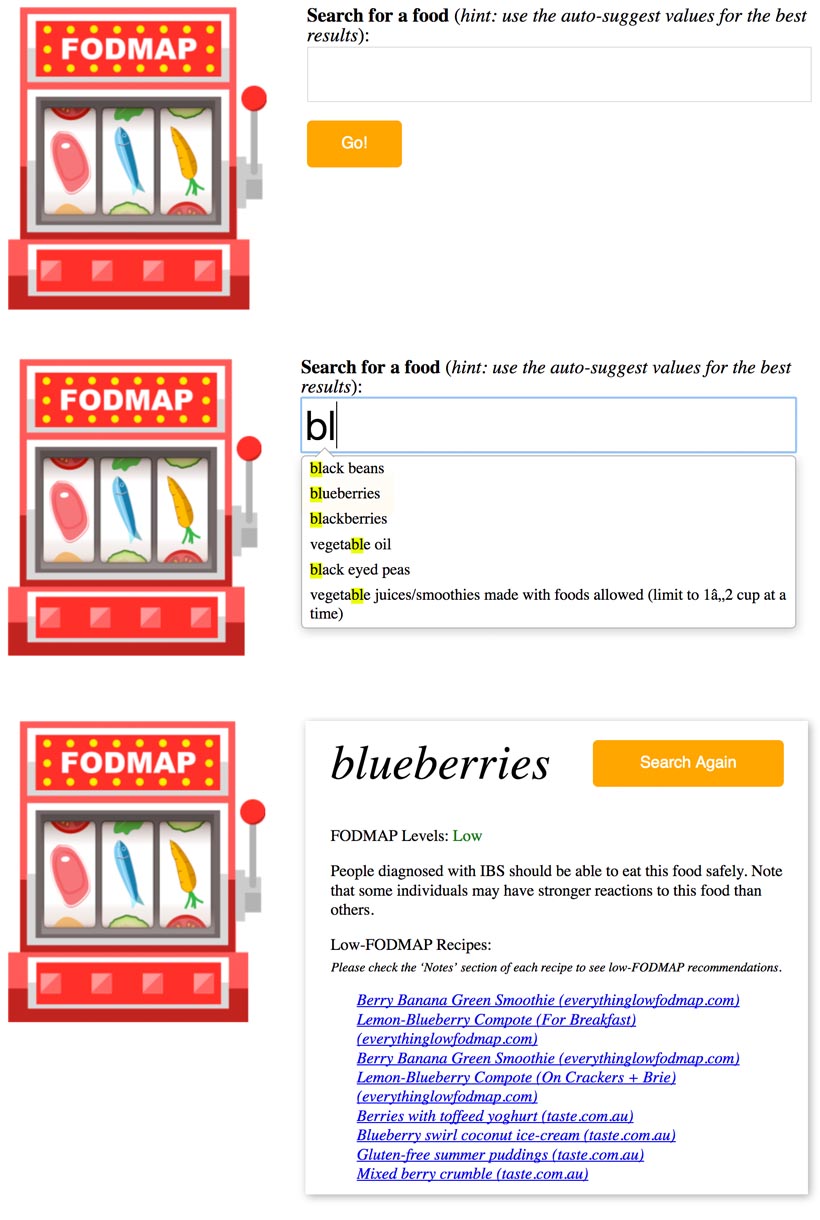 FODMAP
Search for a food (hint: use the auto-suggest values for the best
results):
Go!
FODMAP
Search for a food (hint: use the auto-suggest values for the best
results):
bl
black beans
blueberries
blackberries
vegetable oil
black eyed peas
vegetable juices/smoothies made with foods allowed (limit to 1â„2 cup at a
time)
FODMAP
blueberries
Search Again
FODMAP Levels: Low
People diagnosed with IBS should be able to eat this food safely. Note
that some individuals may have stronger reactions to this food than
others.
Low-FODMAP Recipes:
Please check the ‘Notes’ section of each recipe to see low-FODMAP recommendations.
Berry Banana Green Smoothie (everythinglowfodmap.com)
Lemon-Blueberry Compote (For Breakfast)
(everythinglowfodmap.com)
Berry Banana Green Smoothie (everythinglowfodmap.com)
Lemon-Blueberry Compote (On Crackers + Brie)
(everythinglowfodmap.com)
Berries with toffeed yoghurt (taste.com.au)
Blueberry swirl coconut ice-cream (taste.com.au)
Gluten-free summer puddings (taste.com.au)
Mixed berry crumble (taste.com.au)